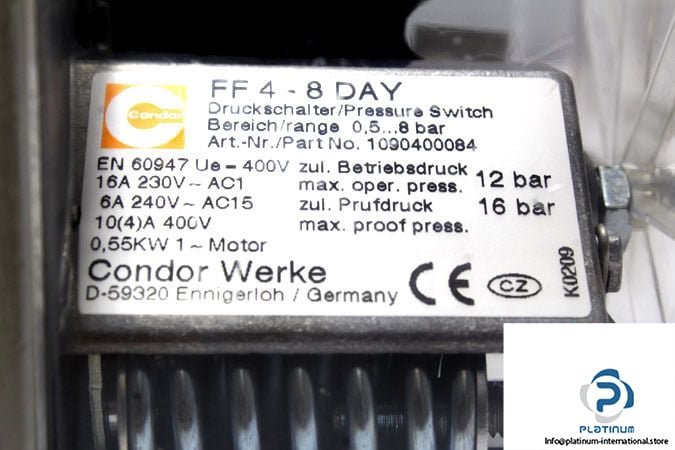 Condor
FF 4 - 8 DAY
Druckschalter/Pressure Switch
Bereich/range 0,5...8 bar
Art.-Nr./Part No. 1090400084
EN 60947 Ue - 400V
16A 230V ~ AC1
6A 240V ~ AC15
10(4)A 400V
0,55KW 1 ~ Motor
zul. Betriebsdruck
max. oper. press. 12 bar
zul. Prufdruck 16 bar
max. proof press.
Condor Werke
D-59320 Ennigerloh / Germany
CE
CZ
K0209
PLATINUM
Info@platinum-international.store